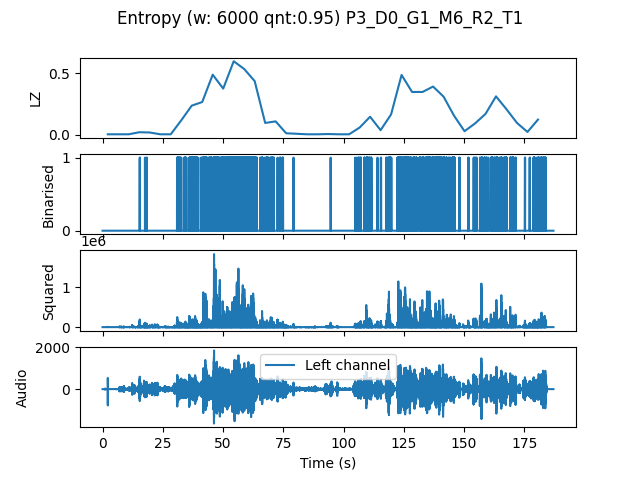 Entropy (w: 6000 qnt:0.95) P3_D0_G1_M6_R2_T1
LZ
0.5
0.0
Binarised
1
0
1e6
Squared
1
0
Audio
2000
0
Left channel
0
25
50
75
100
125
150
175
Time (s)